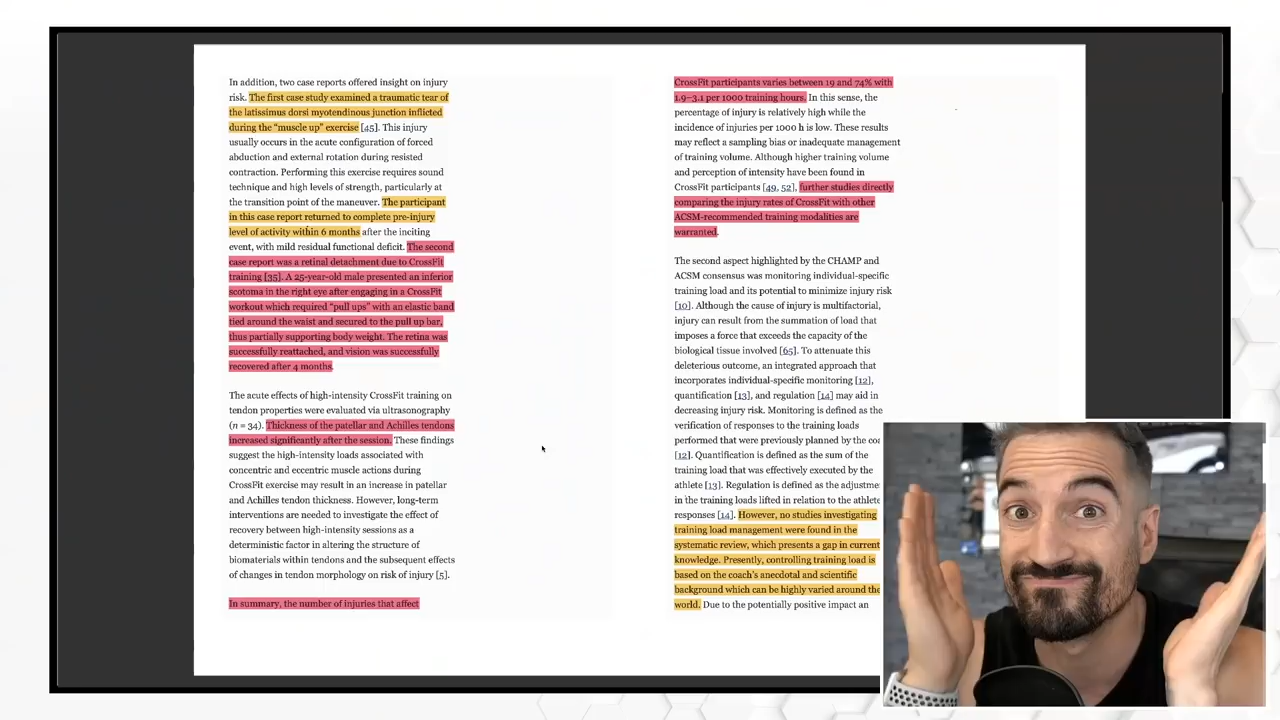 In addition, two case reports offered insight on injury
risk. The first case study examined a traumatic tear of
the latissimus dorsi myotendinous junction inflicted
during the “muscle up” exercise [45]. This injury
usually occurs in the acute configuration of forced
abduction and external rotation during resisted
contraction. Performing this exercise requires sound
technique and high levels of strength, particularly at
the transition point of the maneuver. The participant
in this case report returned to complete pre-injury
level of activity within 6 months after the inciting
event, with mild residual functional deficit. The second
case report was a retinal detachment due to CrossFit
training [35]. A 25-year-old male presented an inferior
scotoma in the right eye after engaging in a CrossFit
workout which required “pull ups” with an elastic band
tied around the waist and secured to the pull up bar,
thus partially supporting body weight. The retina was
successfully reattached, and vision was successfully
recovered after 4 months.
The acute effects of high-intensity CrossFit training on
tendon properties were evaluated via ultrasonography
(n = 34). Thickness of the patellar and Achilles tendons
increased significantly after the session. These findings
suggest the high-intensity loads associated with
concentric and eccentric muscle actions during
CrossFit exercise may result in an increase in patellar
and Achilles tendon thickness. However, long-term
interventions are needed to investigate the effect of
recovery between high-intensity sessions as a
deterministic factor in altering the structure of
biomaterials within tendons and the subsequent effects
of changes in tendon morphology on risk of injury [5].
In summary, the number of injuries that affect
CrossFit participants varies between 19 and 74% with
1.9–3.1 per 1000 training hours. In this sense, the
percentage of injury is relatively high while the
incidence of injuries per 1000 h is low. These results
may reflect a sampling bias or inadequate management
of training volume. Although higher training volume
and perception of intensity have been found in
CrossFit participants [49, 52], further studies directly
comparing the injury rates of CrossFit with other
ACSM-recommended training modalities are
warranted.
The second aspect highlighted by the CHAMP and
ACSM consensus was monitoring individual-specific
training load and its potential to minimize injury risk
[10]. Although the cause of injury is multifactorial,
injury can result from the summation of load that
imposes a force that exceeds the capacity of the
biological tissue involved [65]. To attenuate this
deleterious outcome, an integrated approach that
incorporates individual-specific monitoring [12],
quantification [13], and regulation [14] may aid in
decreasing injury risk. Monitoring is defined as the
verification of responses to the training loads
performed that were previously planned by the
[12]. Quantification is defined as the sum of the
training load that was effectively executed by the
athlete [13]. Regulation is defined as the
in the training loads lifted in relation to the
responses [14]. However, no studies investigating
training load management were found in the
systematic review, which presents a gap in current
knowledge. Presently, controlling training load is
based on the coach’s anecdotal and scientific
background which can be highly varied around the
world. Due to the potentially positive impact an